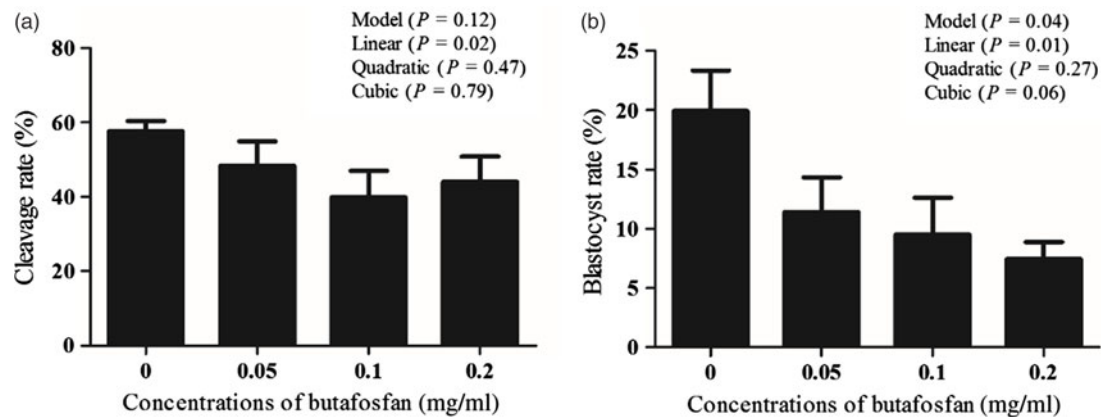 (a)
Model (P = 0.12)
Linear (P = 0.02)
Quadratic (P = 0.47)
Cubic (P = 0.79)
Cleavage rate (%)
80
60
40
20
0
0 0.05 0.1 0.2
Concentrations of butafosfan (mg/ml)
(b)
Model (P = 0.04)
Linear (P = 0.01)
Quadratic (P = 0.27)
Cubic (P = 0.06)
Blastocyst rate (%)
25
20
15
10
5
0
0 0.05 0.1 0.2
Concentrations of butafosfan (mg/ml)